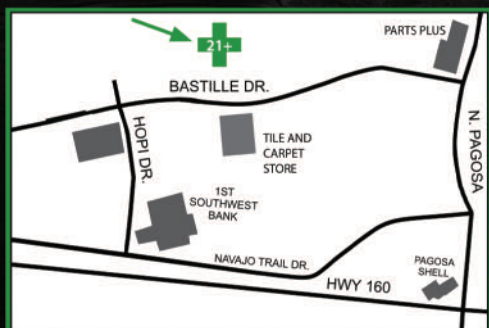 21+
PARTS PLUS
BASTILLE DR.
HOPI DR.
TILE AND
CARPET
STORE
N. PAGOSA
1ST
SOUTHWEST
BANK
NAVAJO TRAIL DR.
PAGOSA
SHELL
HWY 160